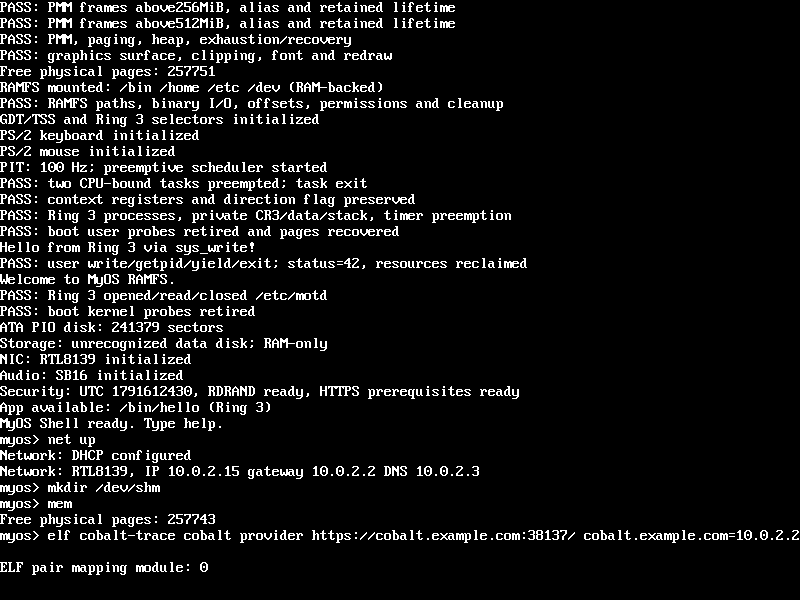 PASS: PMM frames above256MiB, alias and retained lifetime
PASS: PMM frames above512MiB, alias and retained lifetime
PASS: PMM, paging, heap, exhaustion/recovery
PASS: graphics surface, clipping, font and redraw
Free physical pages: 257751
RAMFS mounted: /bin /home /etc /dev (RAM-backed)
PASS: RAMFS paths, binary I/O, offsets, permissions and cleanup
GDT/TSS and Ring 3 selectors initialized
PS/2 keyboard initialized
PS/2 mouse initialized
PIT: 100 Hz; preemptive scheduler started
PASS: two CPU-bound tasks preempted; task exit
PASS: context registers and direction flag preserved
PASS: Ring 3 processes, private CR3/data/stack, timer preemption
PASS: boot user probes retired and pages recovered
Hello from Ring 3 via sys_write!
PASS: user write/getpid/yield/exit; status=42, resources reclaimed
Welcome to MyOS RAMFS.
PASS: Ring 3 opened/read/closed /etc/motd
PASS: boot kernel probes retired
ATA PIO disk: 241379 sectors
Storage: unrecognized data disk; RAM-only
NIC: RTL8139 initialized
Audio: SB16 initialized
Security: UTC 1791612430, RDRAND ready, HTTPS prerequisites ready
App available: /bin/hello (Ring 3)
MyOS Shell ready. Type help.
myos> net up
Network: DHCP configured
Network: RTL8139, IP 10.0.2.15 gateway 10.0.2.2 DNS 10.0.2.3
myos> mkdir /dev/shm
myos> mem
Free physical pages: 257743
myos> elf cobalt-trace cobalt provider https://cobalt.example.com:38137/ cobalt.example.com=10.0.2.2
ELF pair mapping module: 0